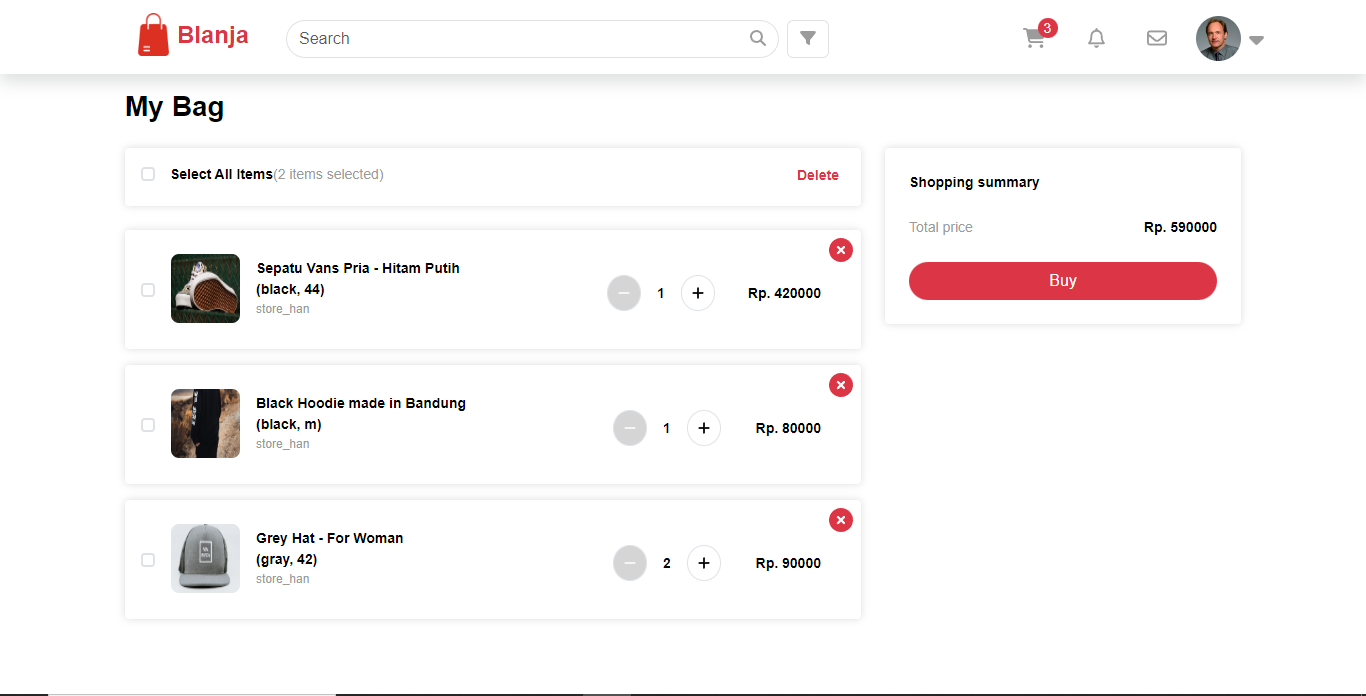 Blanja
Search
3
My Bag
Select All Items(2 items selected)
Delete
Sepatu Vans Pria - Hitam Putih
(black, 44)
store_han
1
Rp. 420000
Black Hoodie made in Bandung
(black, m)
store_han
1
Rp. 80000
Grey Hat - For Woman
(gray, 42)
store_han
2
Rp. 90000
Shopping summary
Total price
Rp. 590000
Buy